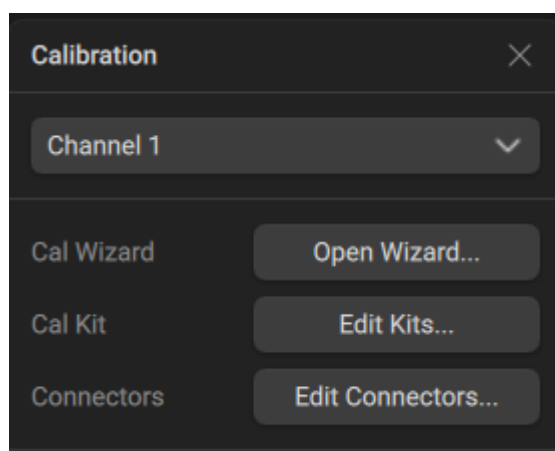 Calibration
Channel 1
Cal Wizard Open Wizard...
Cal Kit Edit Kits...
Connectors Edit Connectors...